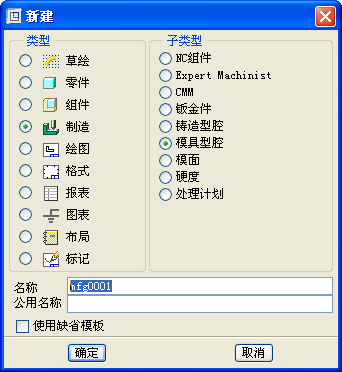 新建
类型
草绘
零件
组件
制造
绘图
格式
报表
图表
布局
标记
子类型
NC组件
Expert Machinist
CMM
钣金件
铸造型腔
模具型腔
模面
硬度
处理计划
名称 mfg0001
公用名称
使用缺省模板
确定 取消